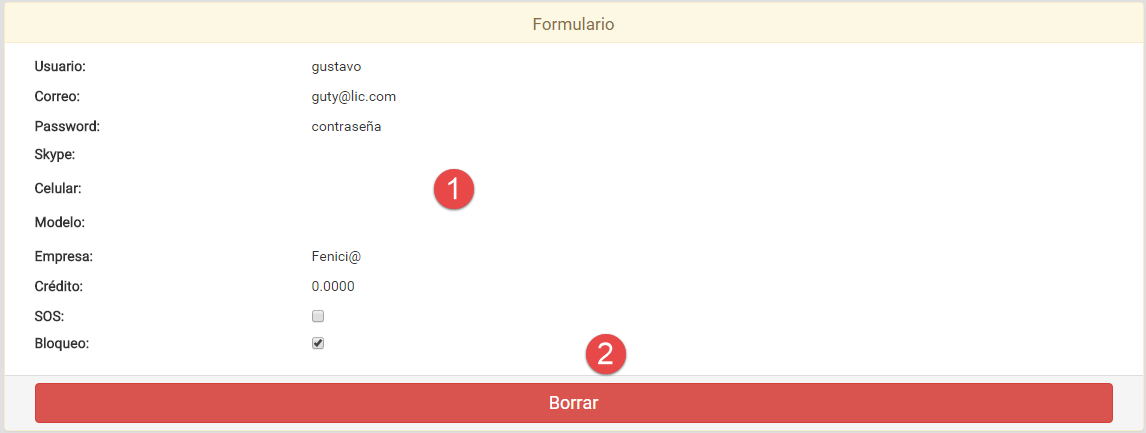 Formulario
Usuario: gustavo
Correo: guty@lic.com
Password: contraseña
Skype:
Celular: 1
Modelo:
Empresa: Fenici@
Crédito: 0.0000
SOS:
Bloqueo:
2
Borrar